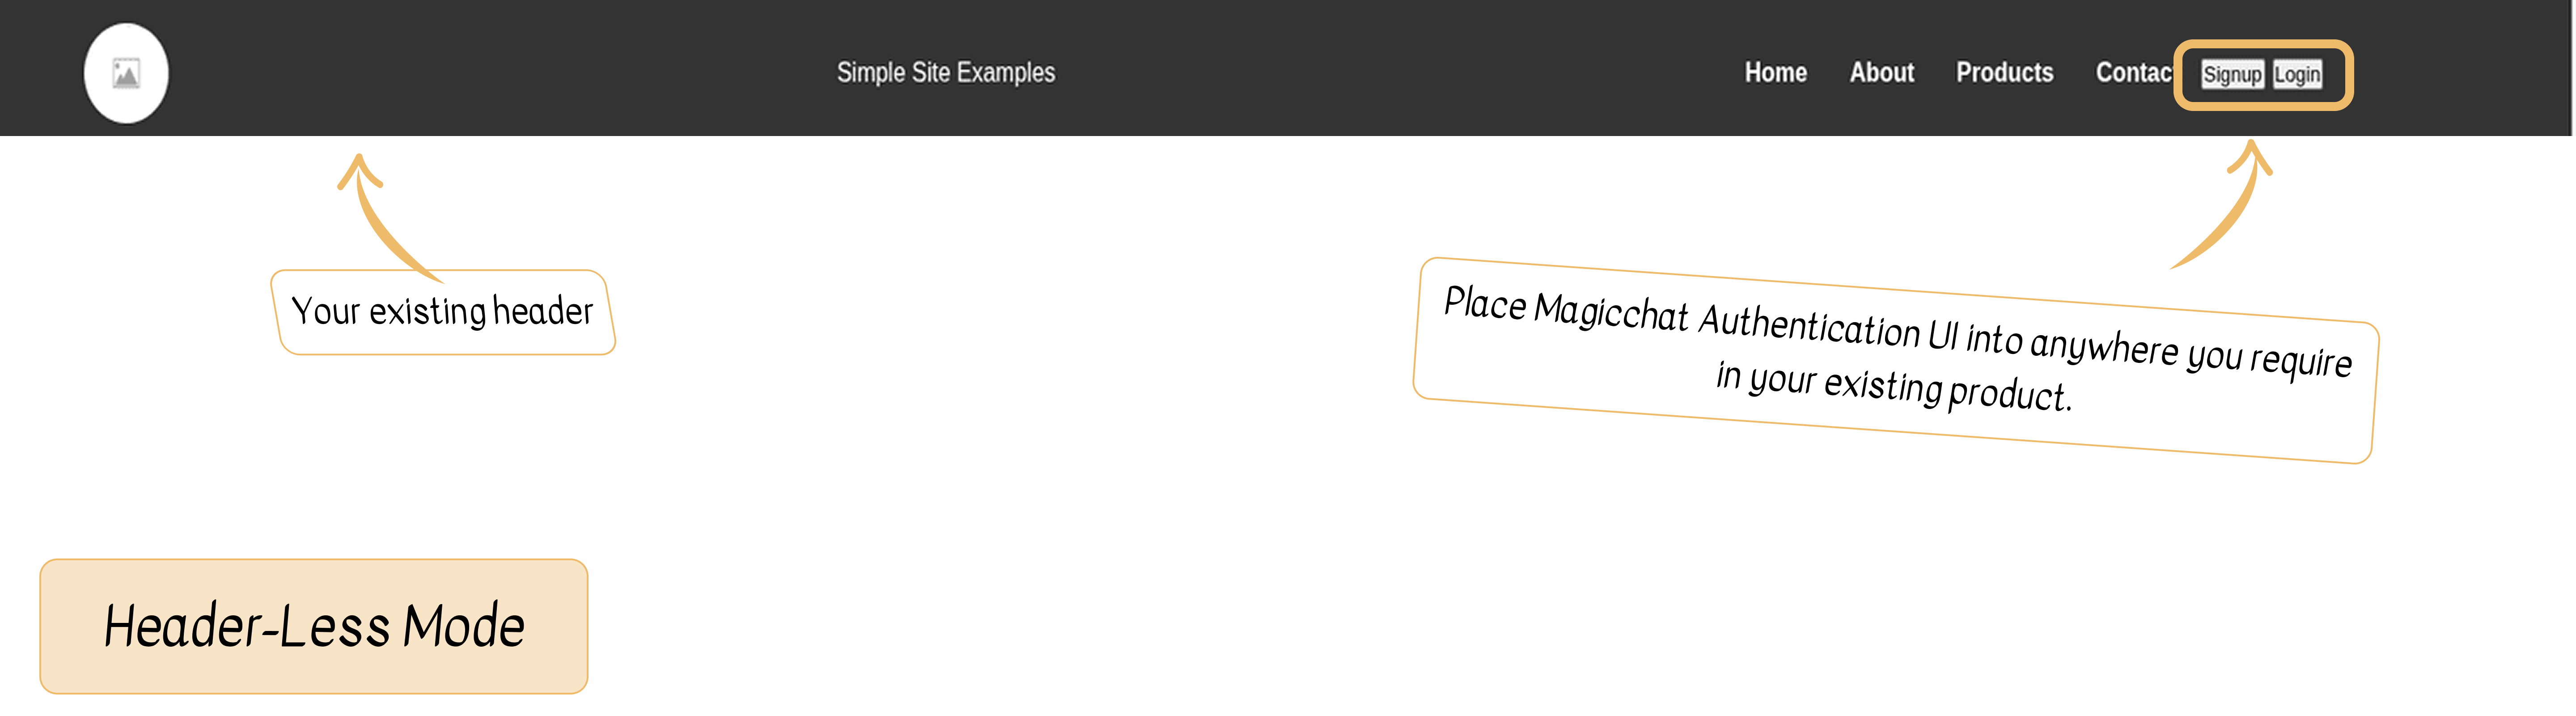 Simple Site Examples
Home About Products Contac
Signup Login
Your existing header
Place Magicchat Authentication UI into anywhere you require
in your existing product.
Header-Less Mode